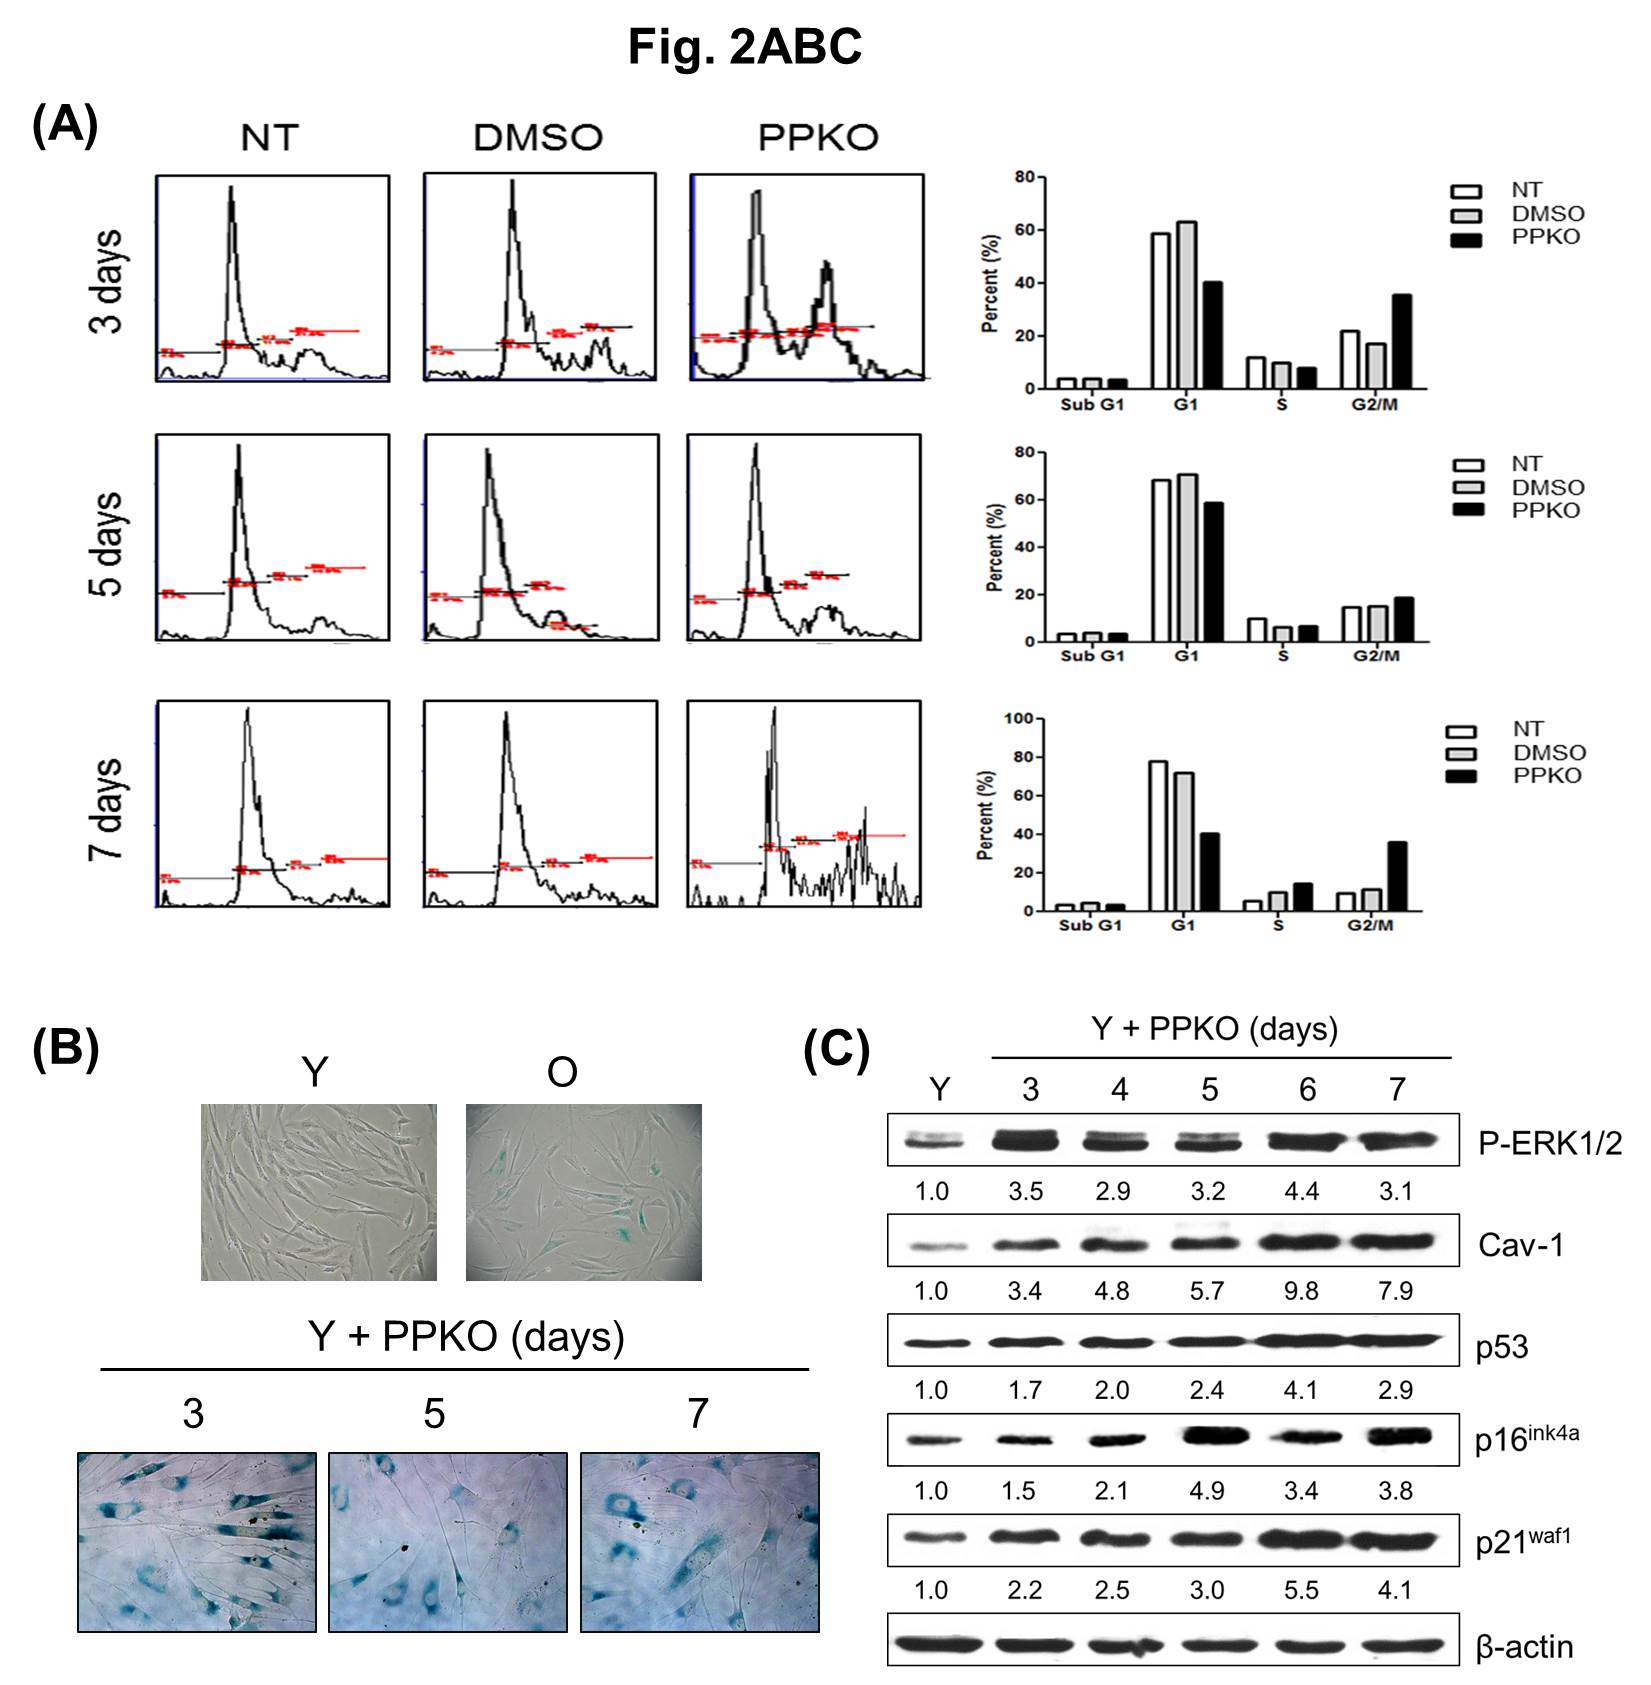 Fig. 2ABC
(A)
NT
DMSO
PPKO
3 days
80
60
40
20
0
Percent (%)
Sub G1
G1
S
G2/M
NT
DMSO
PPKO
5 days
80
60
40
20
0
Percent (%)
Sub G1
G1
S
G2/M
NT
DMSO
PPKO
7 days
100
80
60
40
20
0
Percent (%)
Sub G1
G1
S
G2/M
NT
DMSO
PPKO
(B)
Y
O
Y + PPKO (days)
3 5 7
(C)
Y + PPKO (days)
Y 3 4 5 6 7
P-ERK1/2
1.0 3.5 2.9 3.2 4.4 3.1
Cav-1
1.0 3.4 4.8 5.7 9.8 7.9
p53
1.0 1.7 2.0 2.4 4.1 2.9
p16ink4a
1.0 1.5 2.1 4.9 3.4 3.8
p21waf1
1.0 2.2 2.5 3.0 5.5 4.1
β-actin